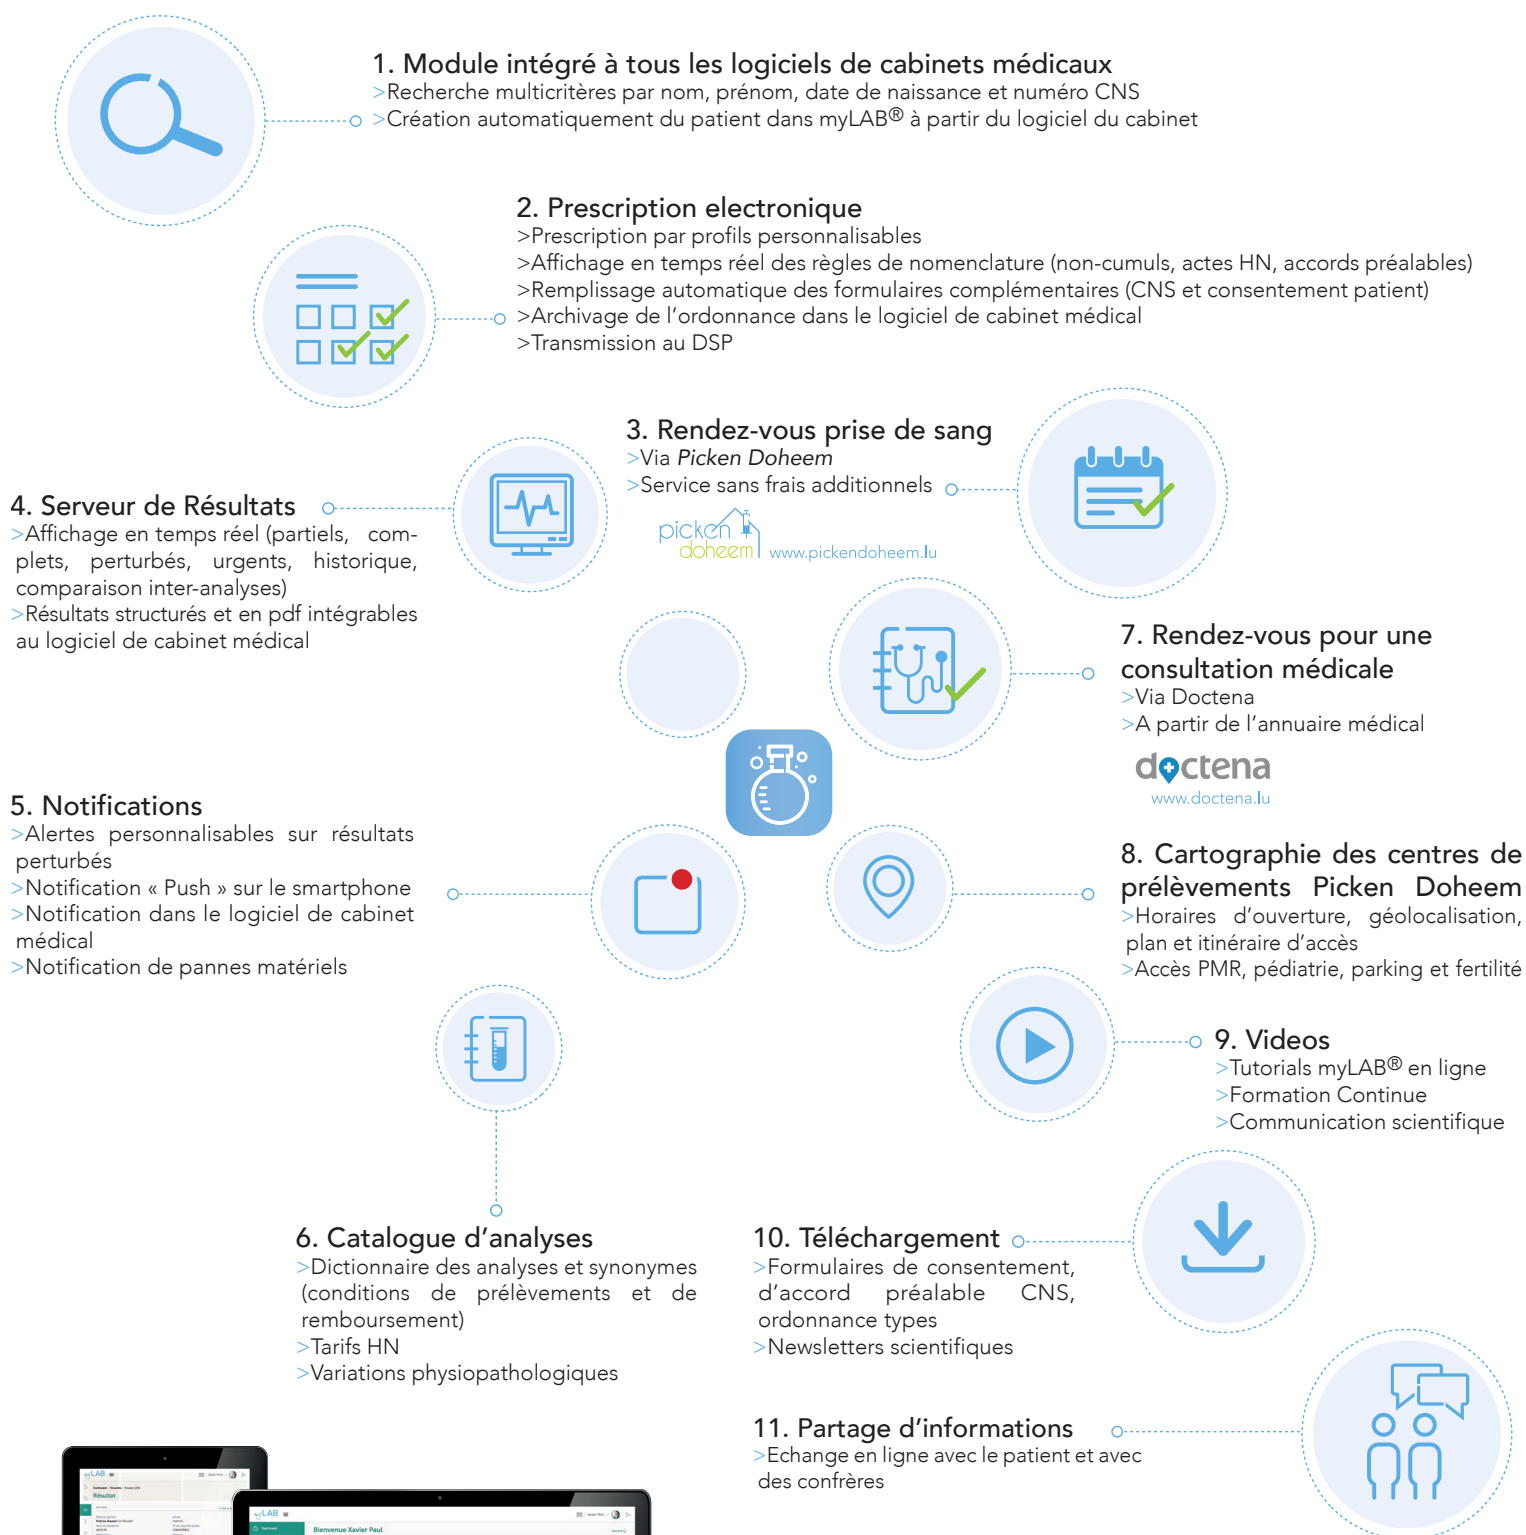 1. Module intégré à tous les logiciels de cabinets médicaux
>Recherche multicritères par nom, prénom, date de naissance et numéro CNS
>Création automatiquement du patient dans myLAB® à partir du logiciel du cabinet
2. Prescription electronique
>Prescription par profils personnalisables
>Affichage en temps réel des règles de nomenclature (non-cumuls, actes HN, accords préalables)
>Remplissage automatique des formulaires complémentaires (CNS et consentement patient)
>Archivage de l'ordonnance dans le logiciel de cabinet médical
>Transmission au DSP
3. Rendez-vous prise de sang
>Via Picken Doheem
>Service sans frais additionnels
picken
doheem www.pickendoheem.lu
4. Serveur de Résultats
>Affichage en temps réel (partiels, com-
plets, perturbés, urgents, historique,
comparaison inter-analyses)
>Résultats structurés et en pdf intégrables
au logiciel de cabinet médical
7. Rendez-vous pour une
consultation médicale
>Via Doctena
>A partir de l'annuaire médical
doctena
www.doctena.lu
5. Notifications
>Alertes personnalisables sur résultats
perturbés
>Notification « Push » sur le smartphone
>Notification dans le logiciel de cabinet
médical
>Notification de pannes matériels
8. Cartographie des centres de
prélèvements Picken Doheem
>Horaires d'ouverture, géolocalisation,
plan et itinéraire d'accès
>Accès PMR, pédiatrie, parking et fertilité
9. Videos
>Tutorials myLAB® en ligne
>Formation Continue
>Communication scientifique
6. Catalogue d'analyses
>Dictionnaire des analyses et synonymes
(conditions de prélèvements et de
remboursement)
>Tarifs HN
>Variations physiopathologiques
10. Téléchargement
>Formulaires de consentement,
d'accord préalable CNS,
ordonnance types
>Newsletters scientifiques
11. Partage d'informations
>Echange en ligne avec le patient et avec
des confrères
LAB
Résultat
LAB
Bienvenue Xavier Paul